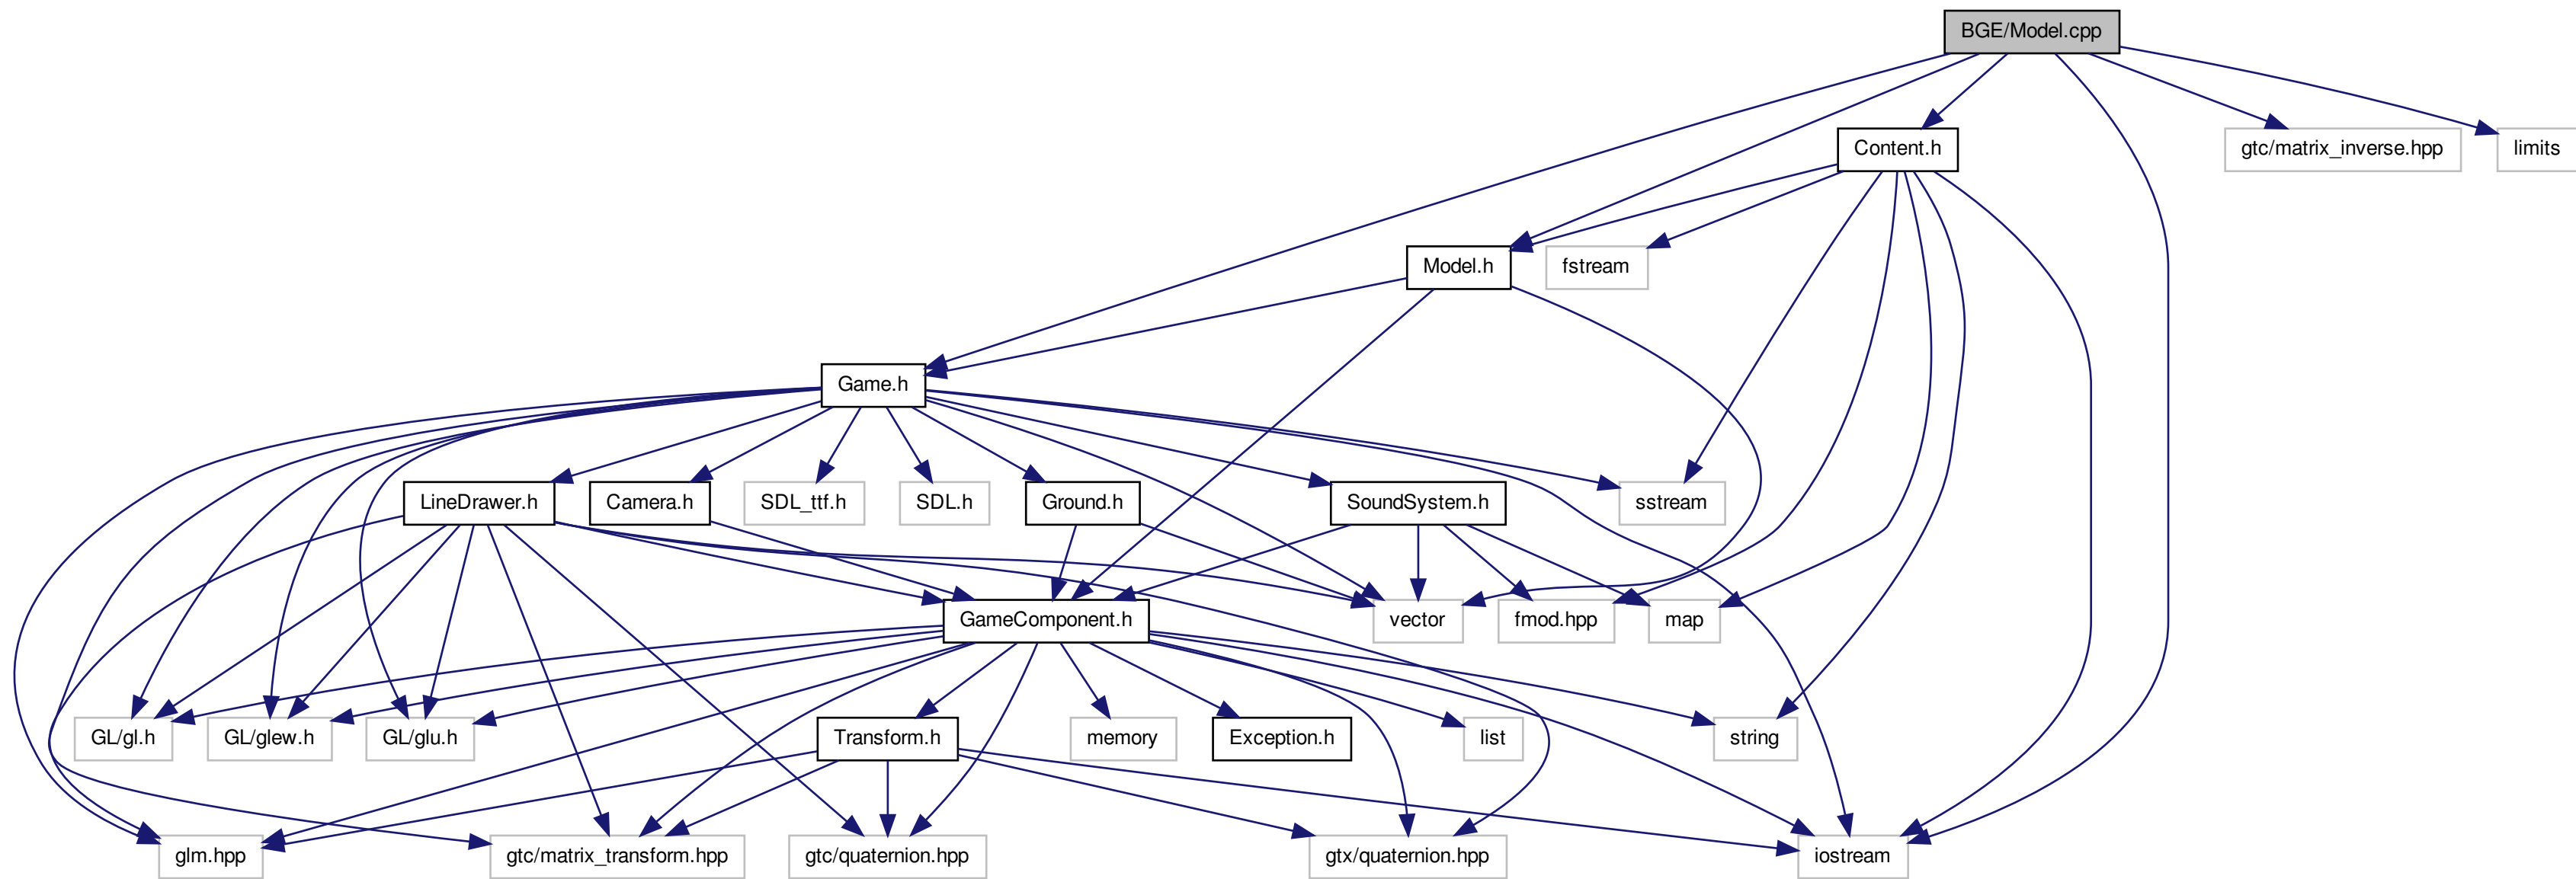 BGE/Model.cpp
Content.h
gtc/matrix_inverse.hpp
limits
Model.h
fstream
Game.h
LineDrawer.h
Camera.h
SDL_ttf.h
SDL.h
Ground.h
SoundSystem.h
sstream
GameComponent.h
vector
fmod.hpp
map
GL/gl.h
GL/glew.h
GL/glu.h
Transform.h
memory
Exception.h
list
string
glm.hpp
gtc/matrix_transform.hpp
gtc/quaternion.hpp
gtx/quaternion.hpp
iostream